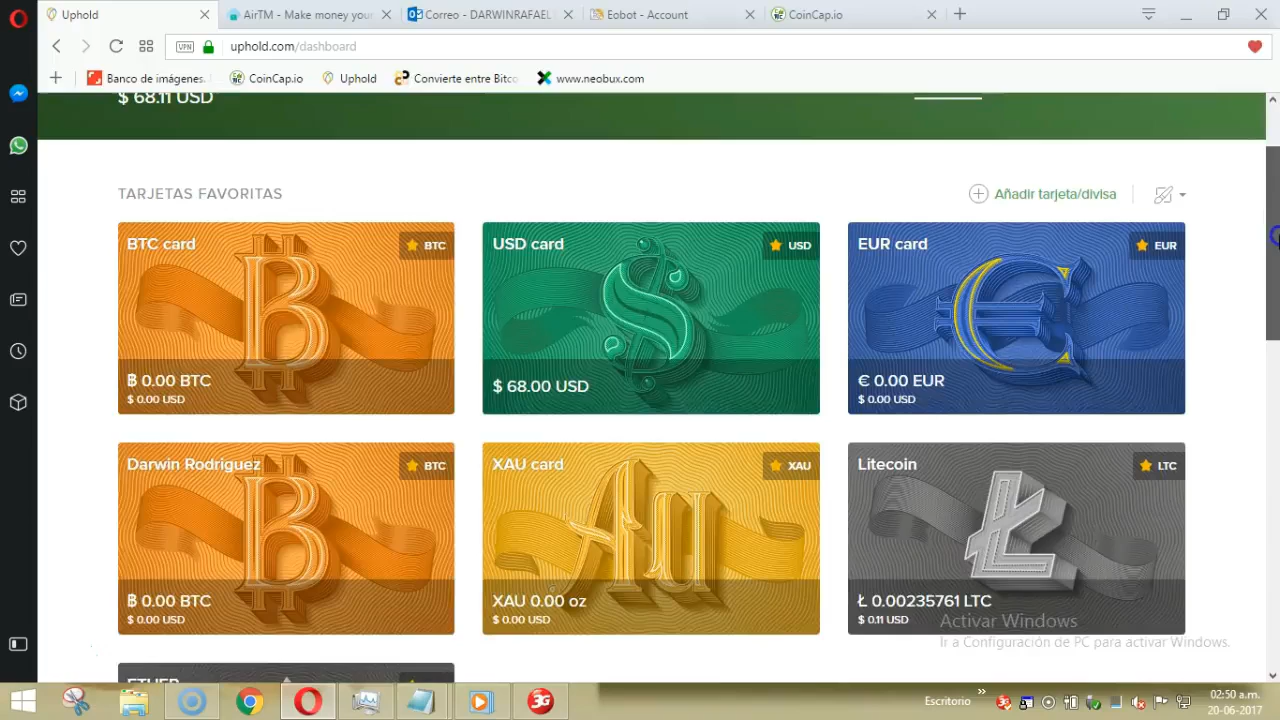 Uphold
AirTM - Make money your
Correo - DARWINRAFAEL
Eobot - Account
CoinCap.io
VPN
uphold.com/dashboard
Banco de imágenes.
CoinCap.io
Uphold
Convierte entre Bitco
www.neobux.com
$ 68.11 USD
TARJETAS FAVORITAS
Añadir tarjeta/divisa
BTC card
BTC
฿ 0.00 BTC
$ 0.00 USD
USD card
USD
$ 68.00 USD
EUR card
EUR
€ 0.00 EUR
$ 0.00 USD
Darwin Rodriguez
BTC
฿ 0.00 BTC
$ 0.00 USD
XAU card
XAU
Au
XAU 0.00 oz
$ 0.00 USD
Litecoin
LTC
Ł 0.00235761 LTC
$ 0.11 USD
Activar Windows
Ir a Configuración de PC para activar Windows.
ETHER
3G
Escritorio
02:50 a.m.
20-06-2017